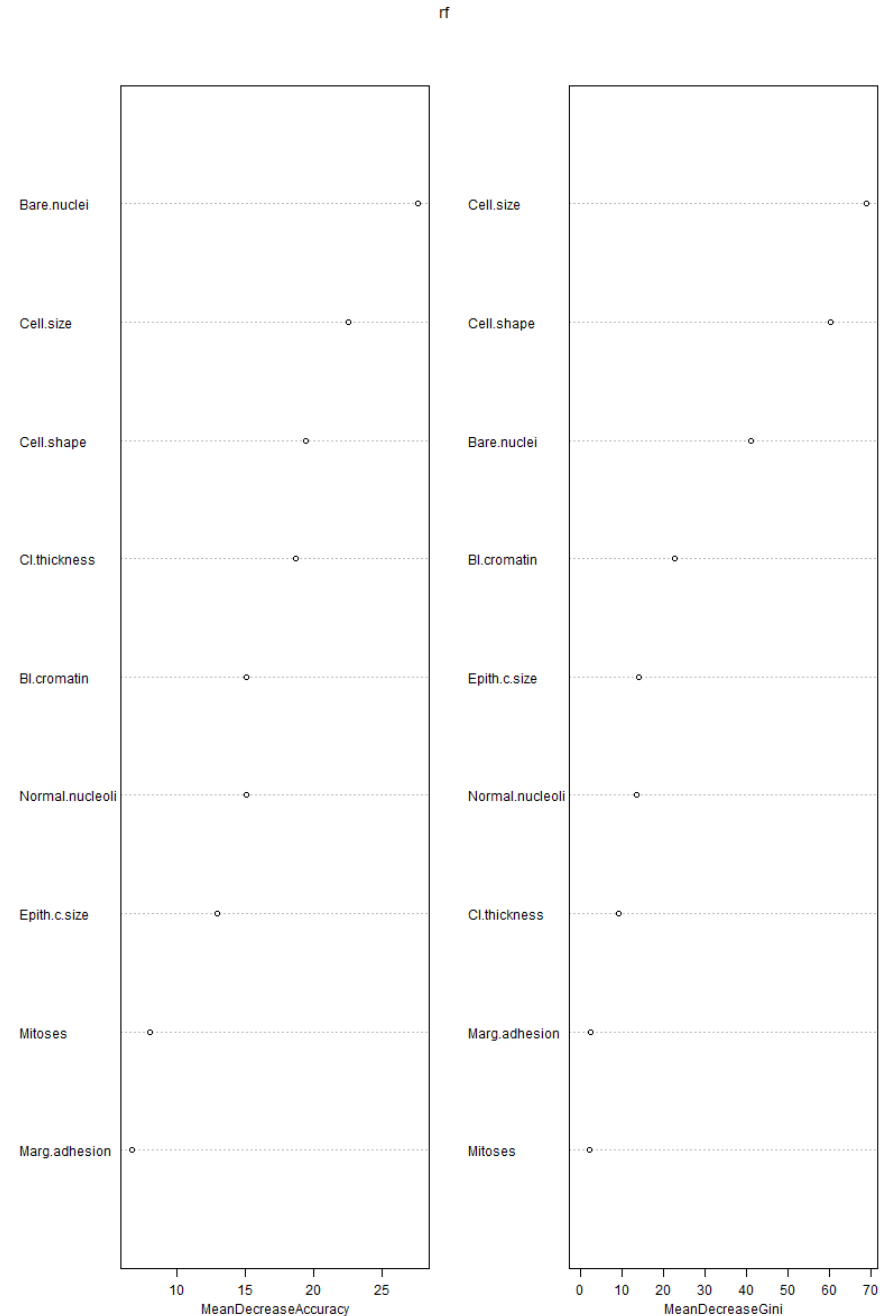 rf
Bare.nuclei
Cell.size
Cell.shape
Cl.thickness
Bl.cromatin
Normal.nucleoli
Epith.c.size
Mitoses
Marg.adhesion
10 15 20 25
MeanDecreaseAccuracy
Cell.size
Cell.shape
Bare.nuclei
Bl.cromatin
Epith.c.size
Normal.nucleoli
Cl.thickness
Marg.adhesion
Mitoses
0 10 20 30 40 50 60 70
MeanDecreaseGini